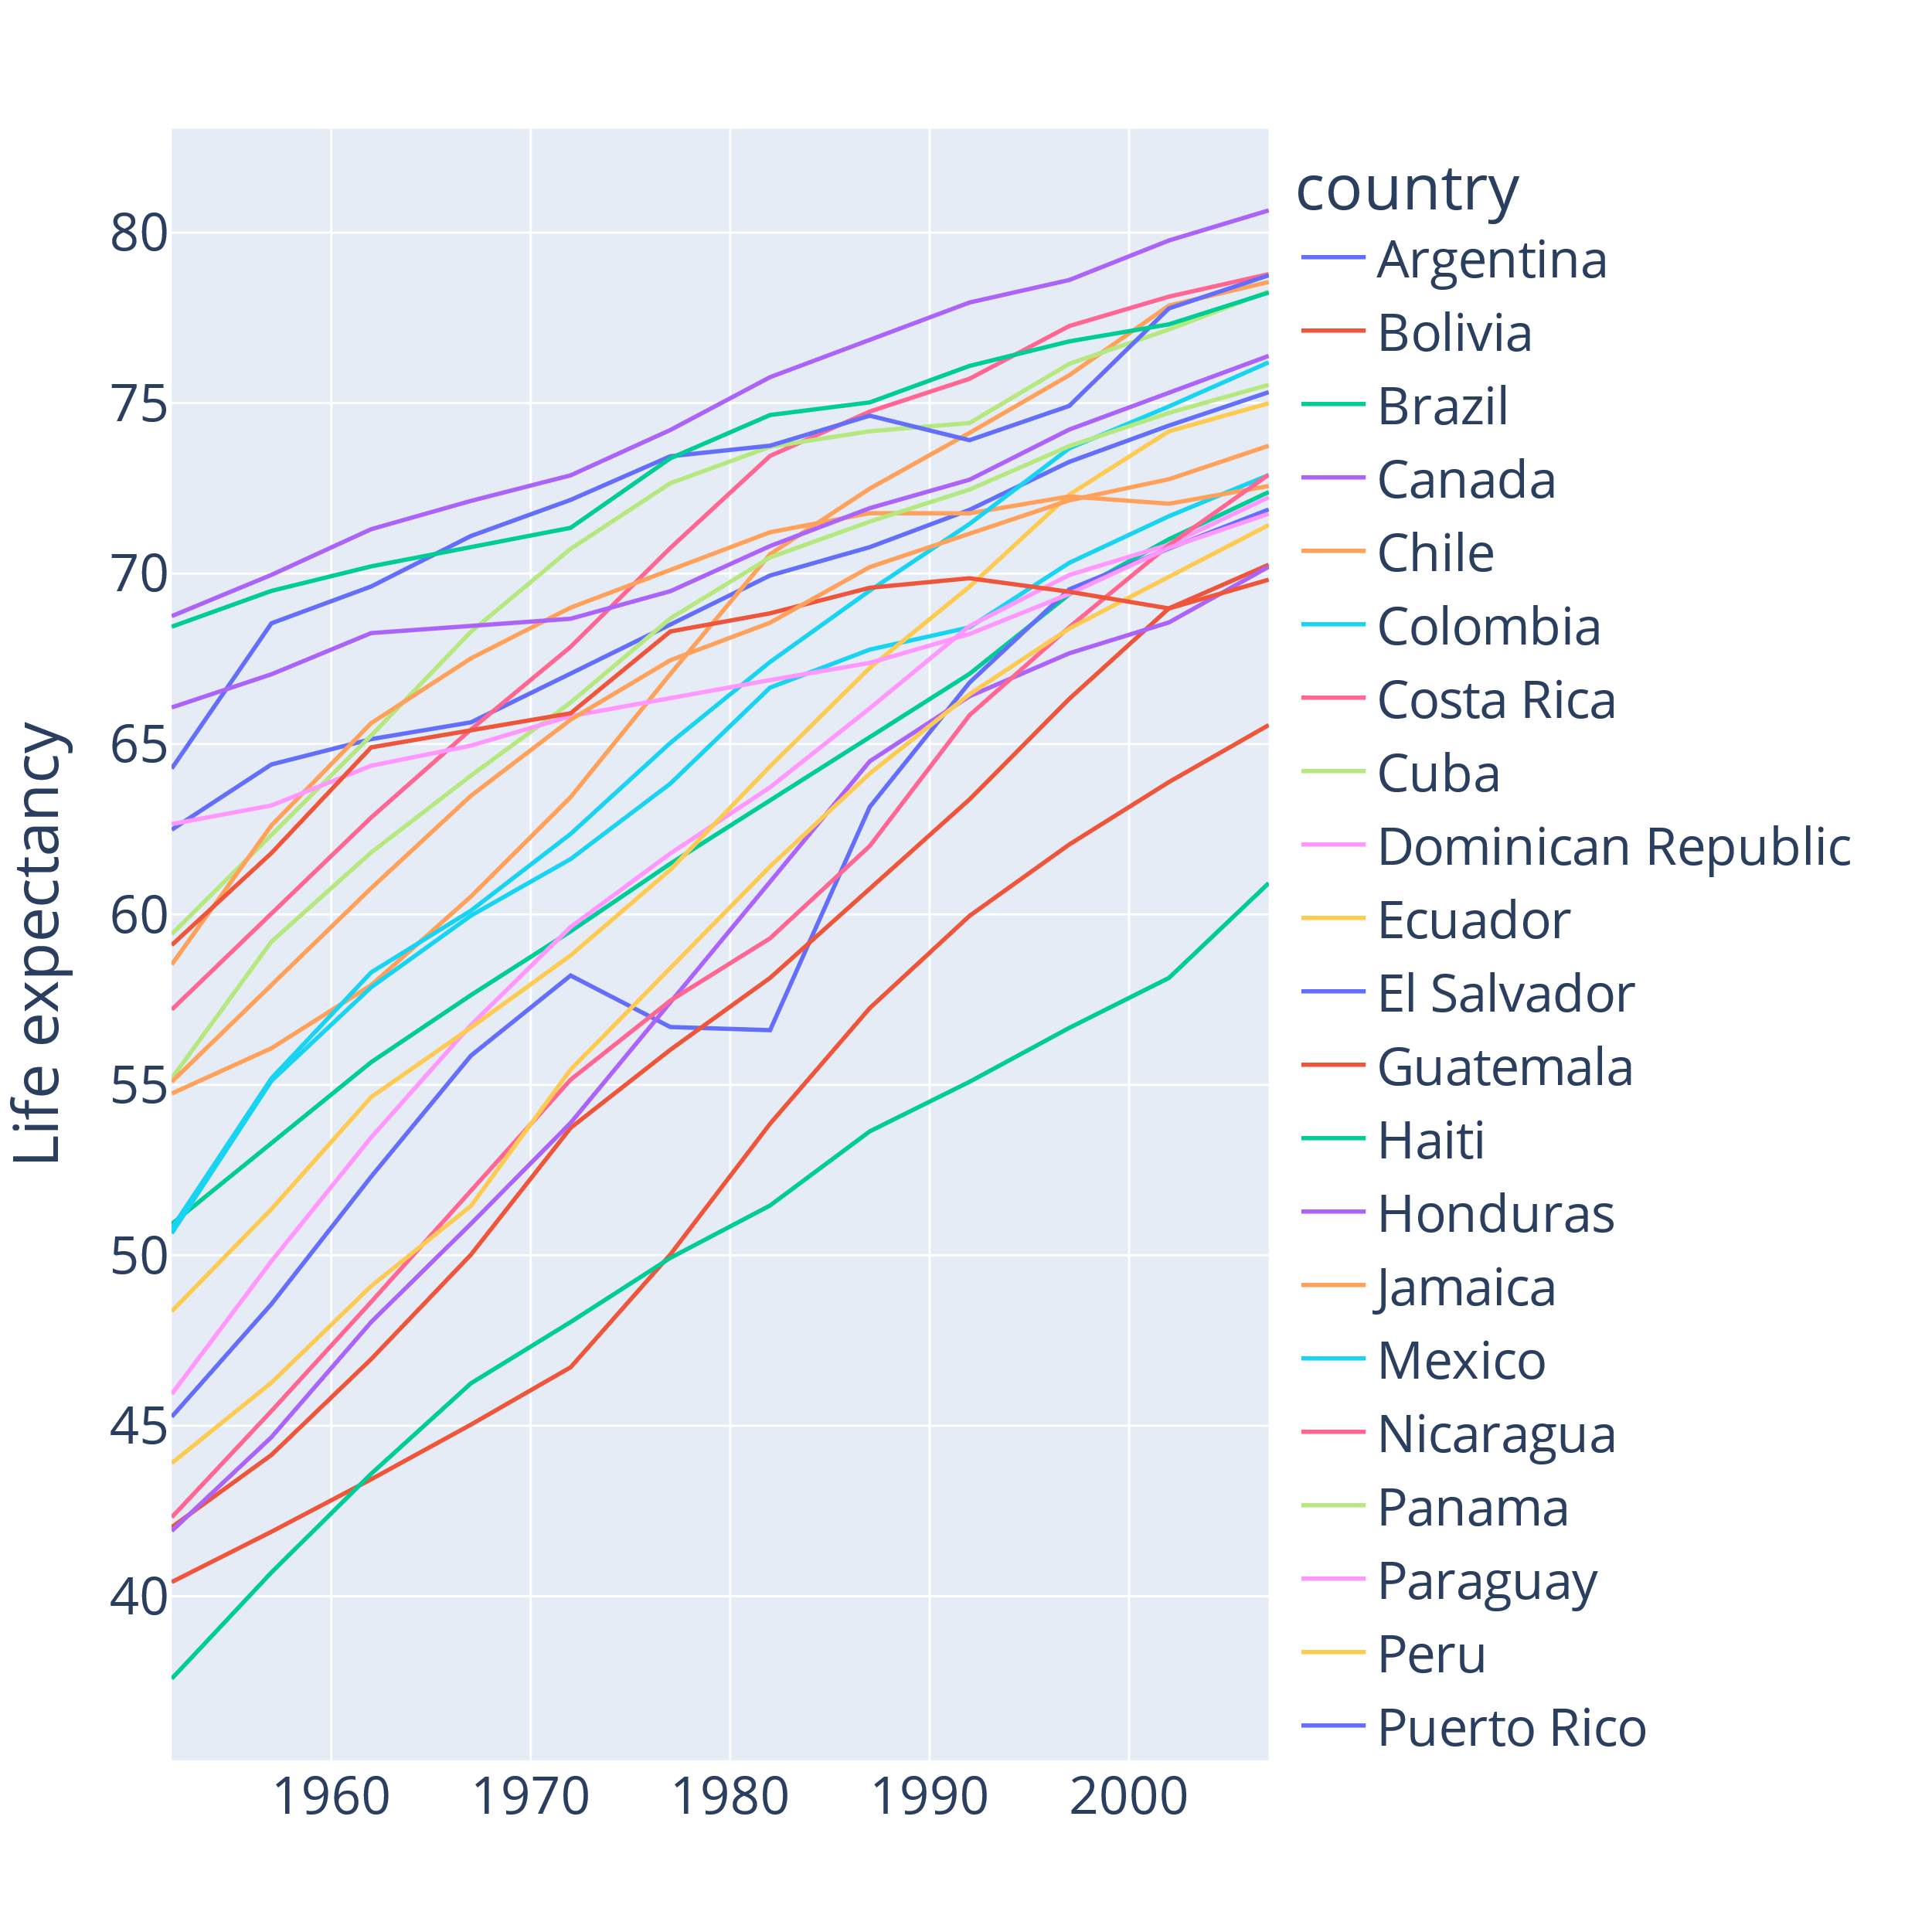 country
Argentina
Bolivia
Brazil
Canada
Chile
Colombia
Costa Rica
Cuba
Dominican Republic
Ecuador
El Salvador
Guatemala
Haiti
Honduras
Jamaica
Mexico
Nicaragua
Panama
Paraguay
Peru
Puerto Rico
Life expectancy
80
75
70
65
60
55
50
45
40
1960 1970 1980 1990 2000